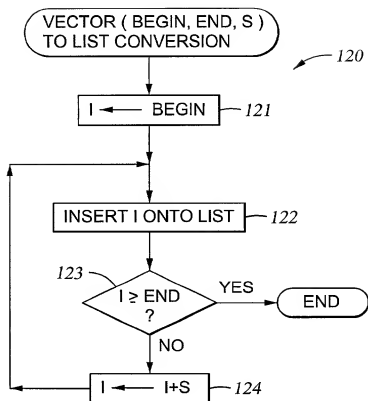 VECTOR ( BEGIN, END, S )
TO LIST CONVERSION
120
I ← BEGIN
121
INSERT I ONTO LIST
122
123
I ≥ END
?
YES
END
NO
I ← I+S
124